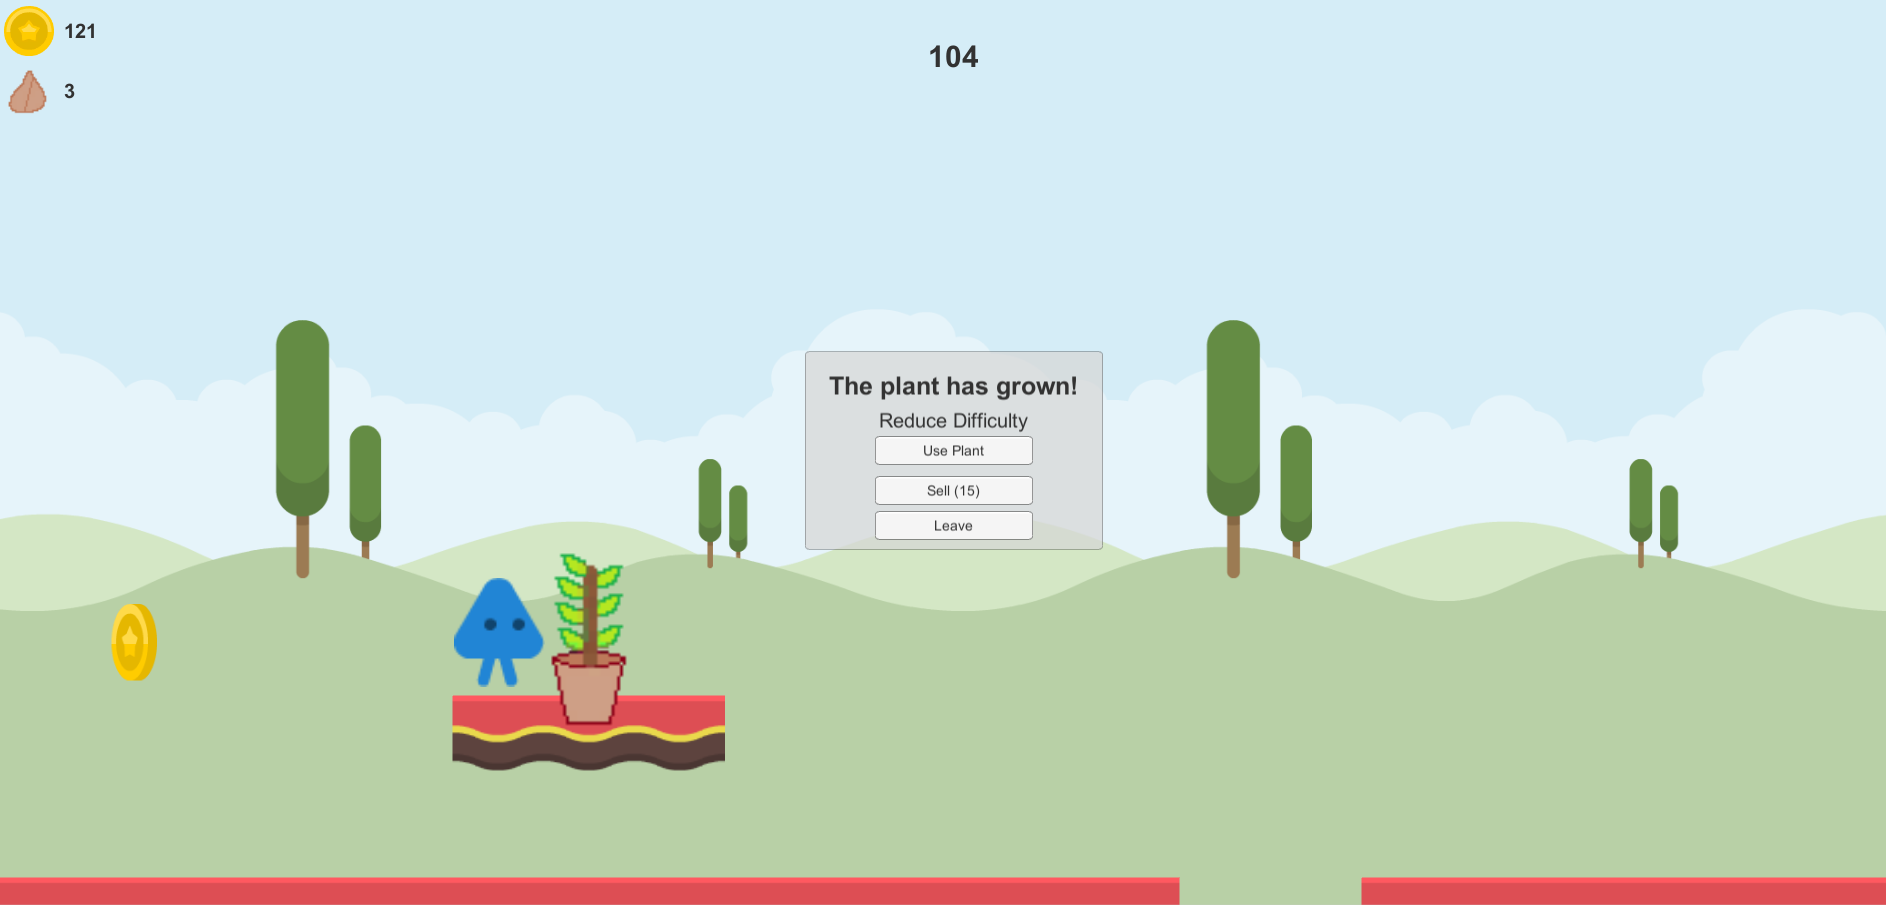 121
104
3
The plant has grown!
Reduce Difficulty
Use Plant
Sell (15)
Leave